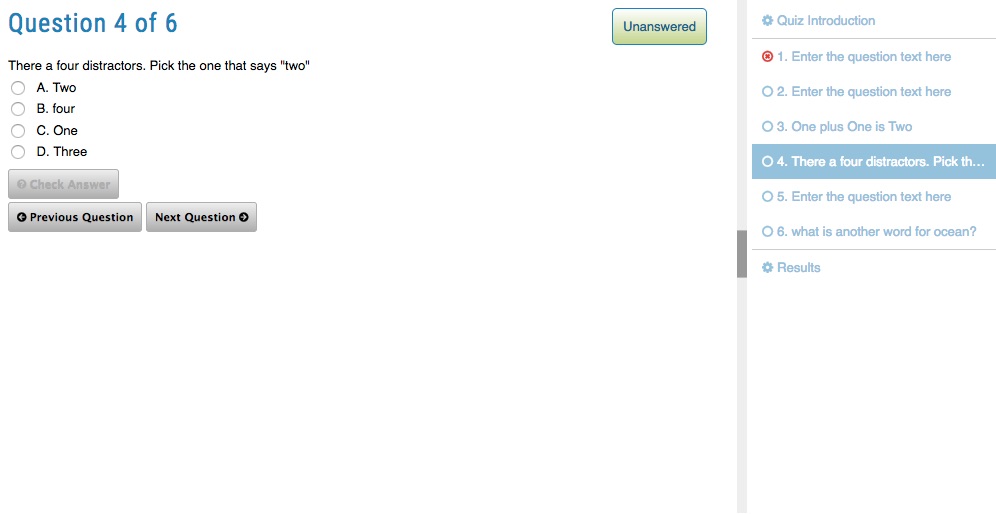 Question 4 of 6
Unanswered
There a four distractors. Pick the one that says "two"
A. Two
B. four
C. One
D. Three
Check Answer
Previous Question
Next Question
Quiz Introduction
1. Enter the question text here
2. Enter the question text here
3. One plus One is Two
4. There a four distractors. Pick th...
5. Enter the question text here
6. what is another word for ocean?
Results